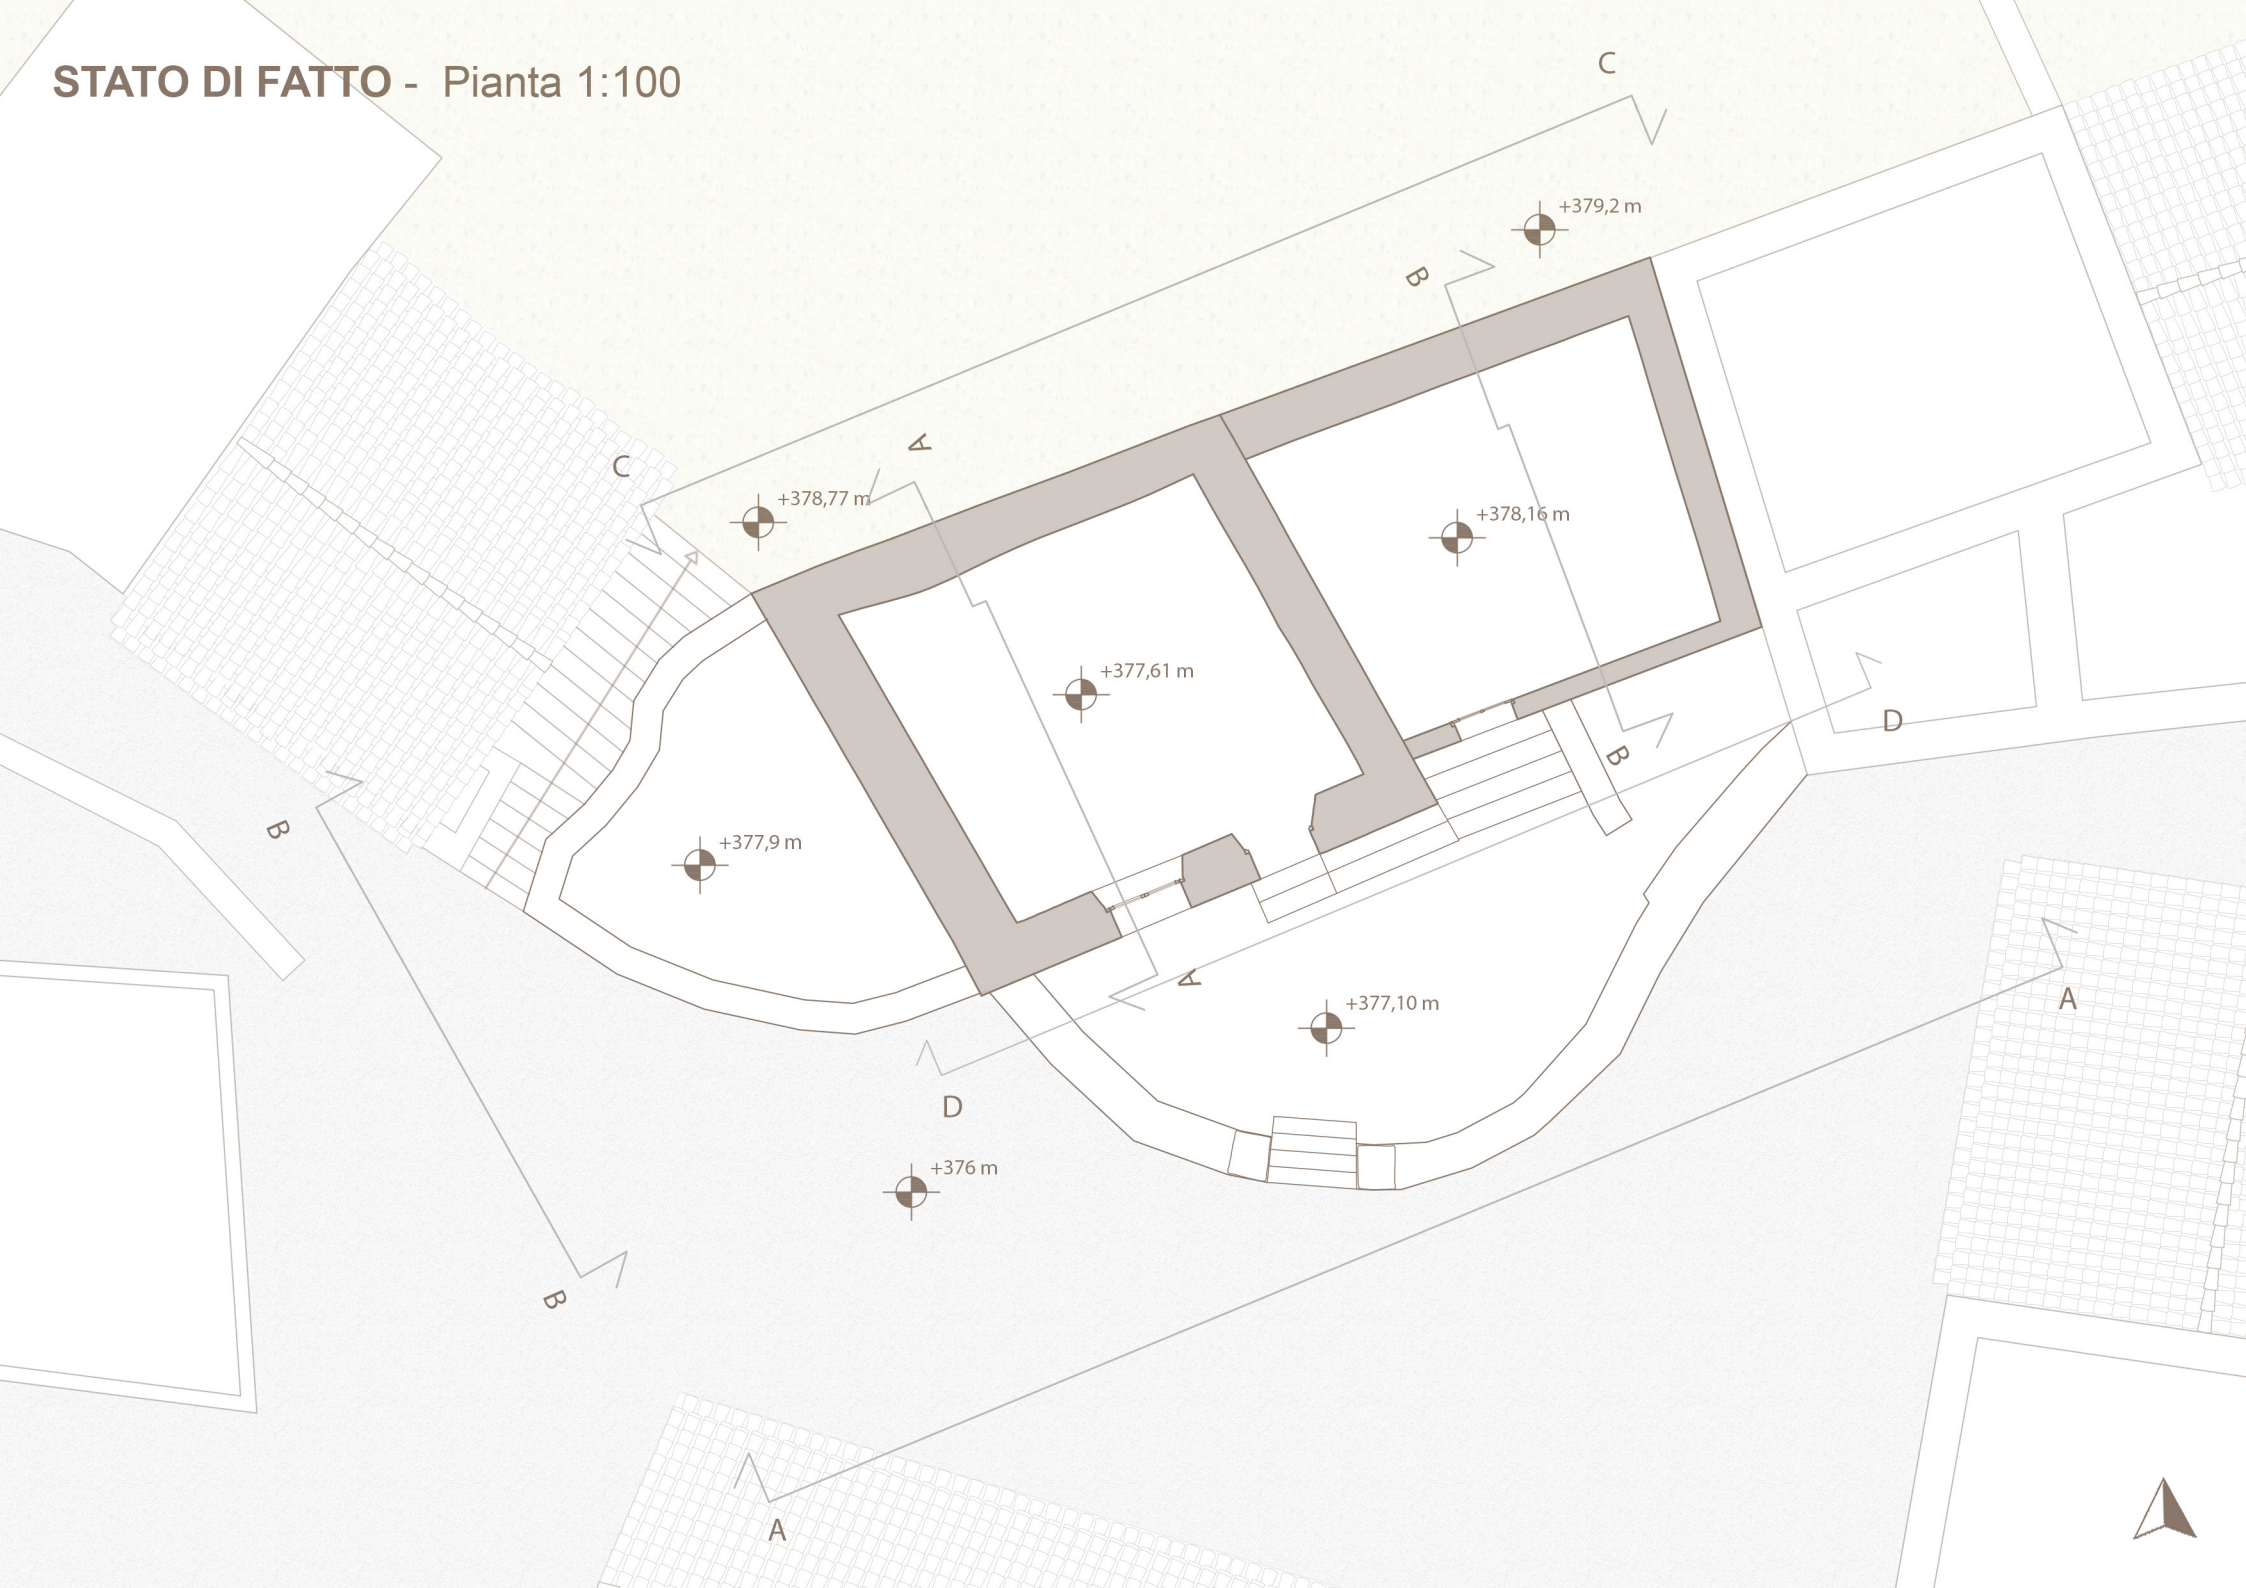 C
STATO DI FATTO - Pianta 1:100
+379,2 m
B
A
C
+378,77 m
+378,16 m
+377,61 m
D
B
B
+377,9 m
A
A
+377,10 m
D
+376 m
B
A